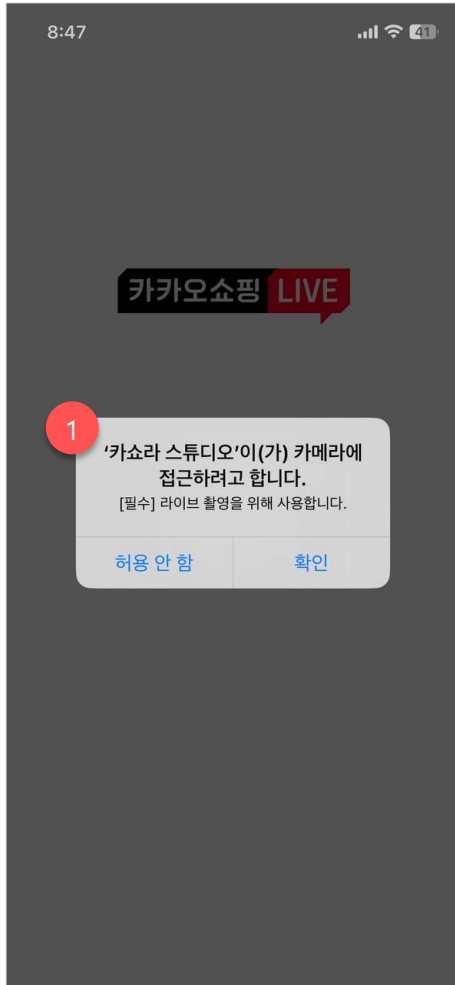 8:47
41
카카오쇼핑 LIVE
1
‘카쇼라 스튜디오’이(가) 카메라에
접근하려고 합니다.
[필수] 라이브 촬영을 위해 사용합니다.
허용 안 함
확인